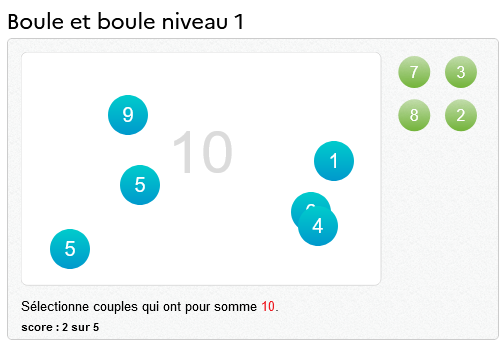 Boule et boule niveau 1
7 3
9
8 2
10
1
5
4
5
Sélectionne couples qui ont pour somme 10.
score : 2 sur 5